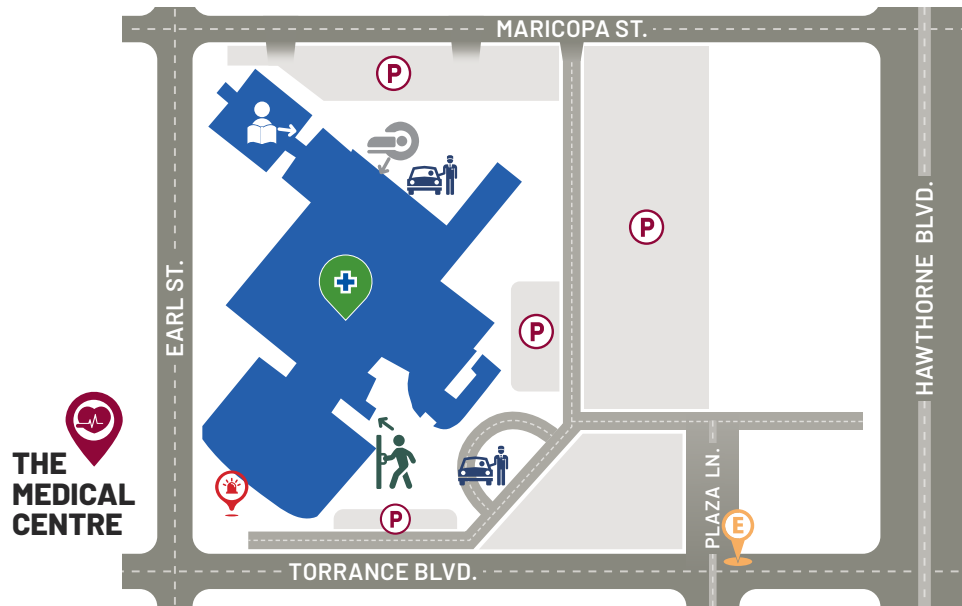 MARICOPA ST.
P
P
HAWTHORNE BLVD.
EARL ST.
P
THE
MEDICAL
CENTRE
PLAZA LN.
P
E
TORRANCE BLVD.